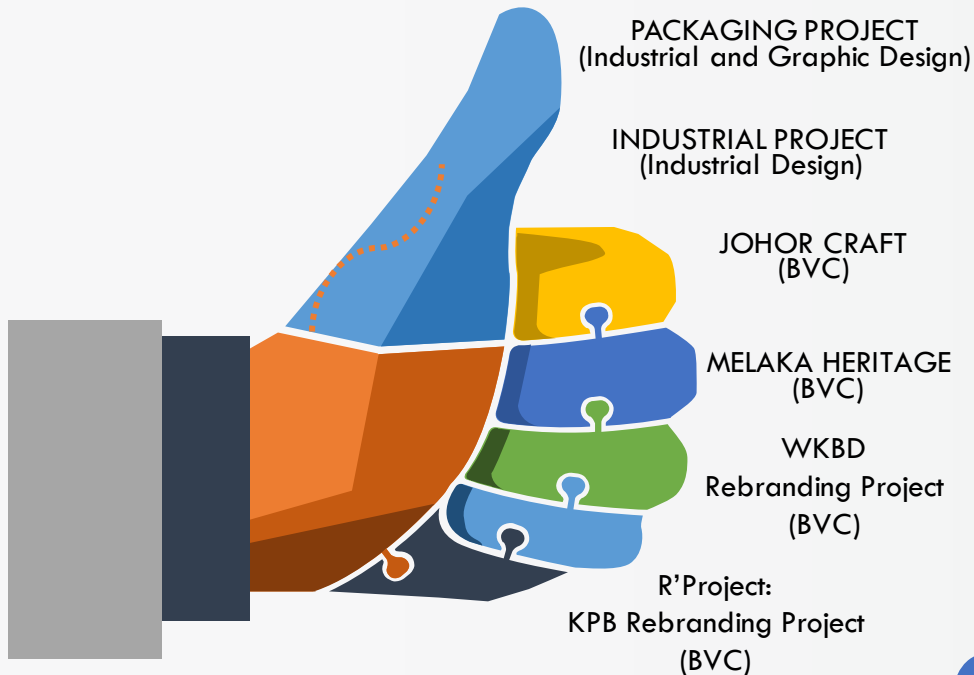 PACKAGING PROJECT
(Industrial and Graphic Design)
INDUSTRIAL PROJECT
(Industrial Design)
JOHOR CRAFT
(BVC)
MELAKA HERITAGE
(BVC)
WKBD
Rebranding Project
(BVC)
R’Project:
KPB Rebranding Project
(BVC)